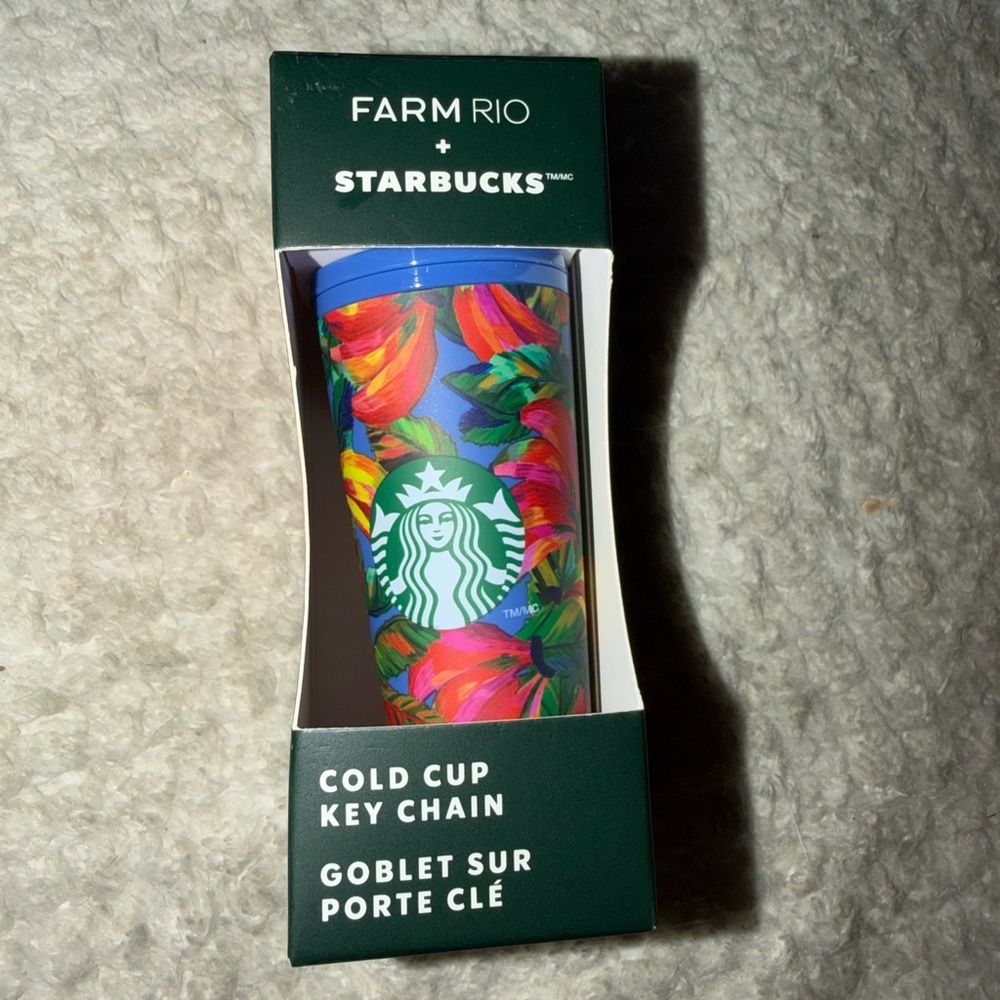 FARM RIO
+
STARBUCKS™/MC
TM/MC
COLD CUP
KEY CHAIN
GOBLET SUR
PORTE CLÉ